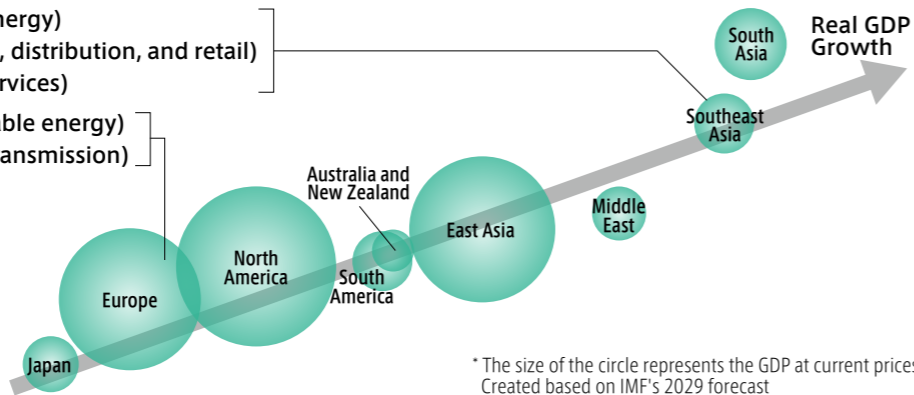 nergy)
, distribution, and retail)
rvices)
able energy)
ransmission)
South
Asia
Real GDP
Growth
Southeast
Asia
Australia and
New Zealand
Middle
East
East Asia
North
America
South
America
Europe
Japan
* The size of the circle represents the GDP at current prices
Created based on IMF's 2029 forecast